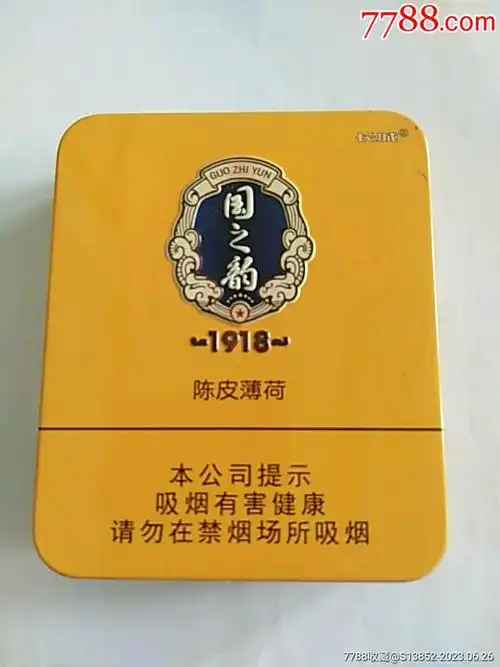 7788.com
长城®
GUO ZHI YUN
国之韵
1918
陈皮薄荷
本公司提示
吸烟有害健康
请勿在禁烟场所吸烟
7788收藏@S13852-2023.06.26